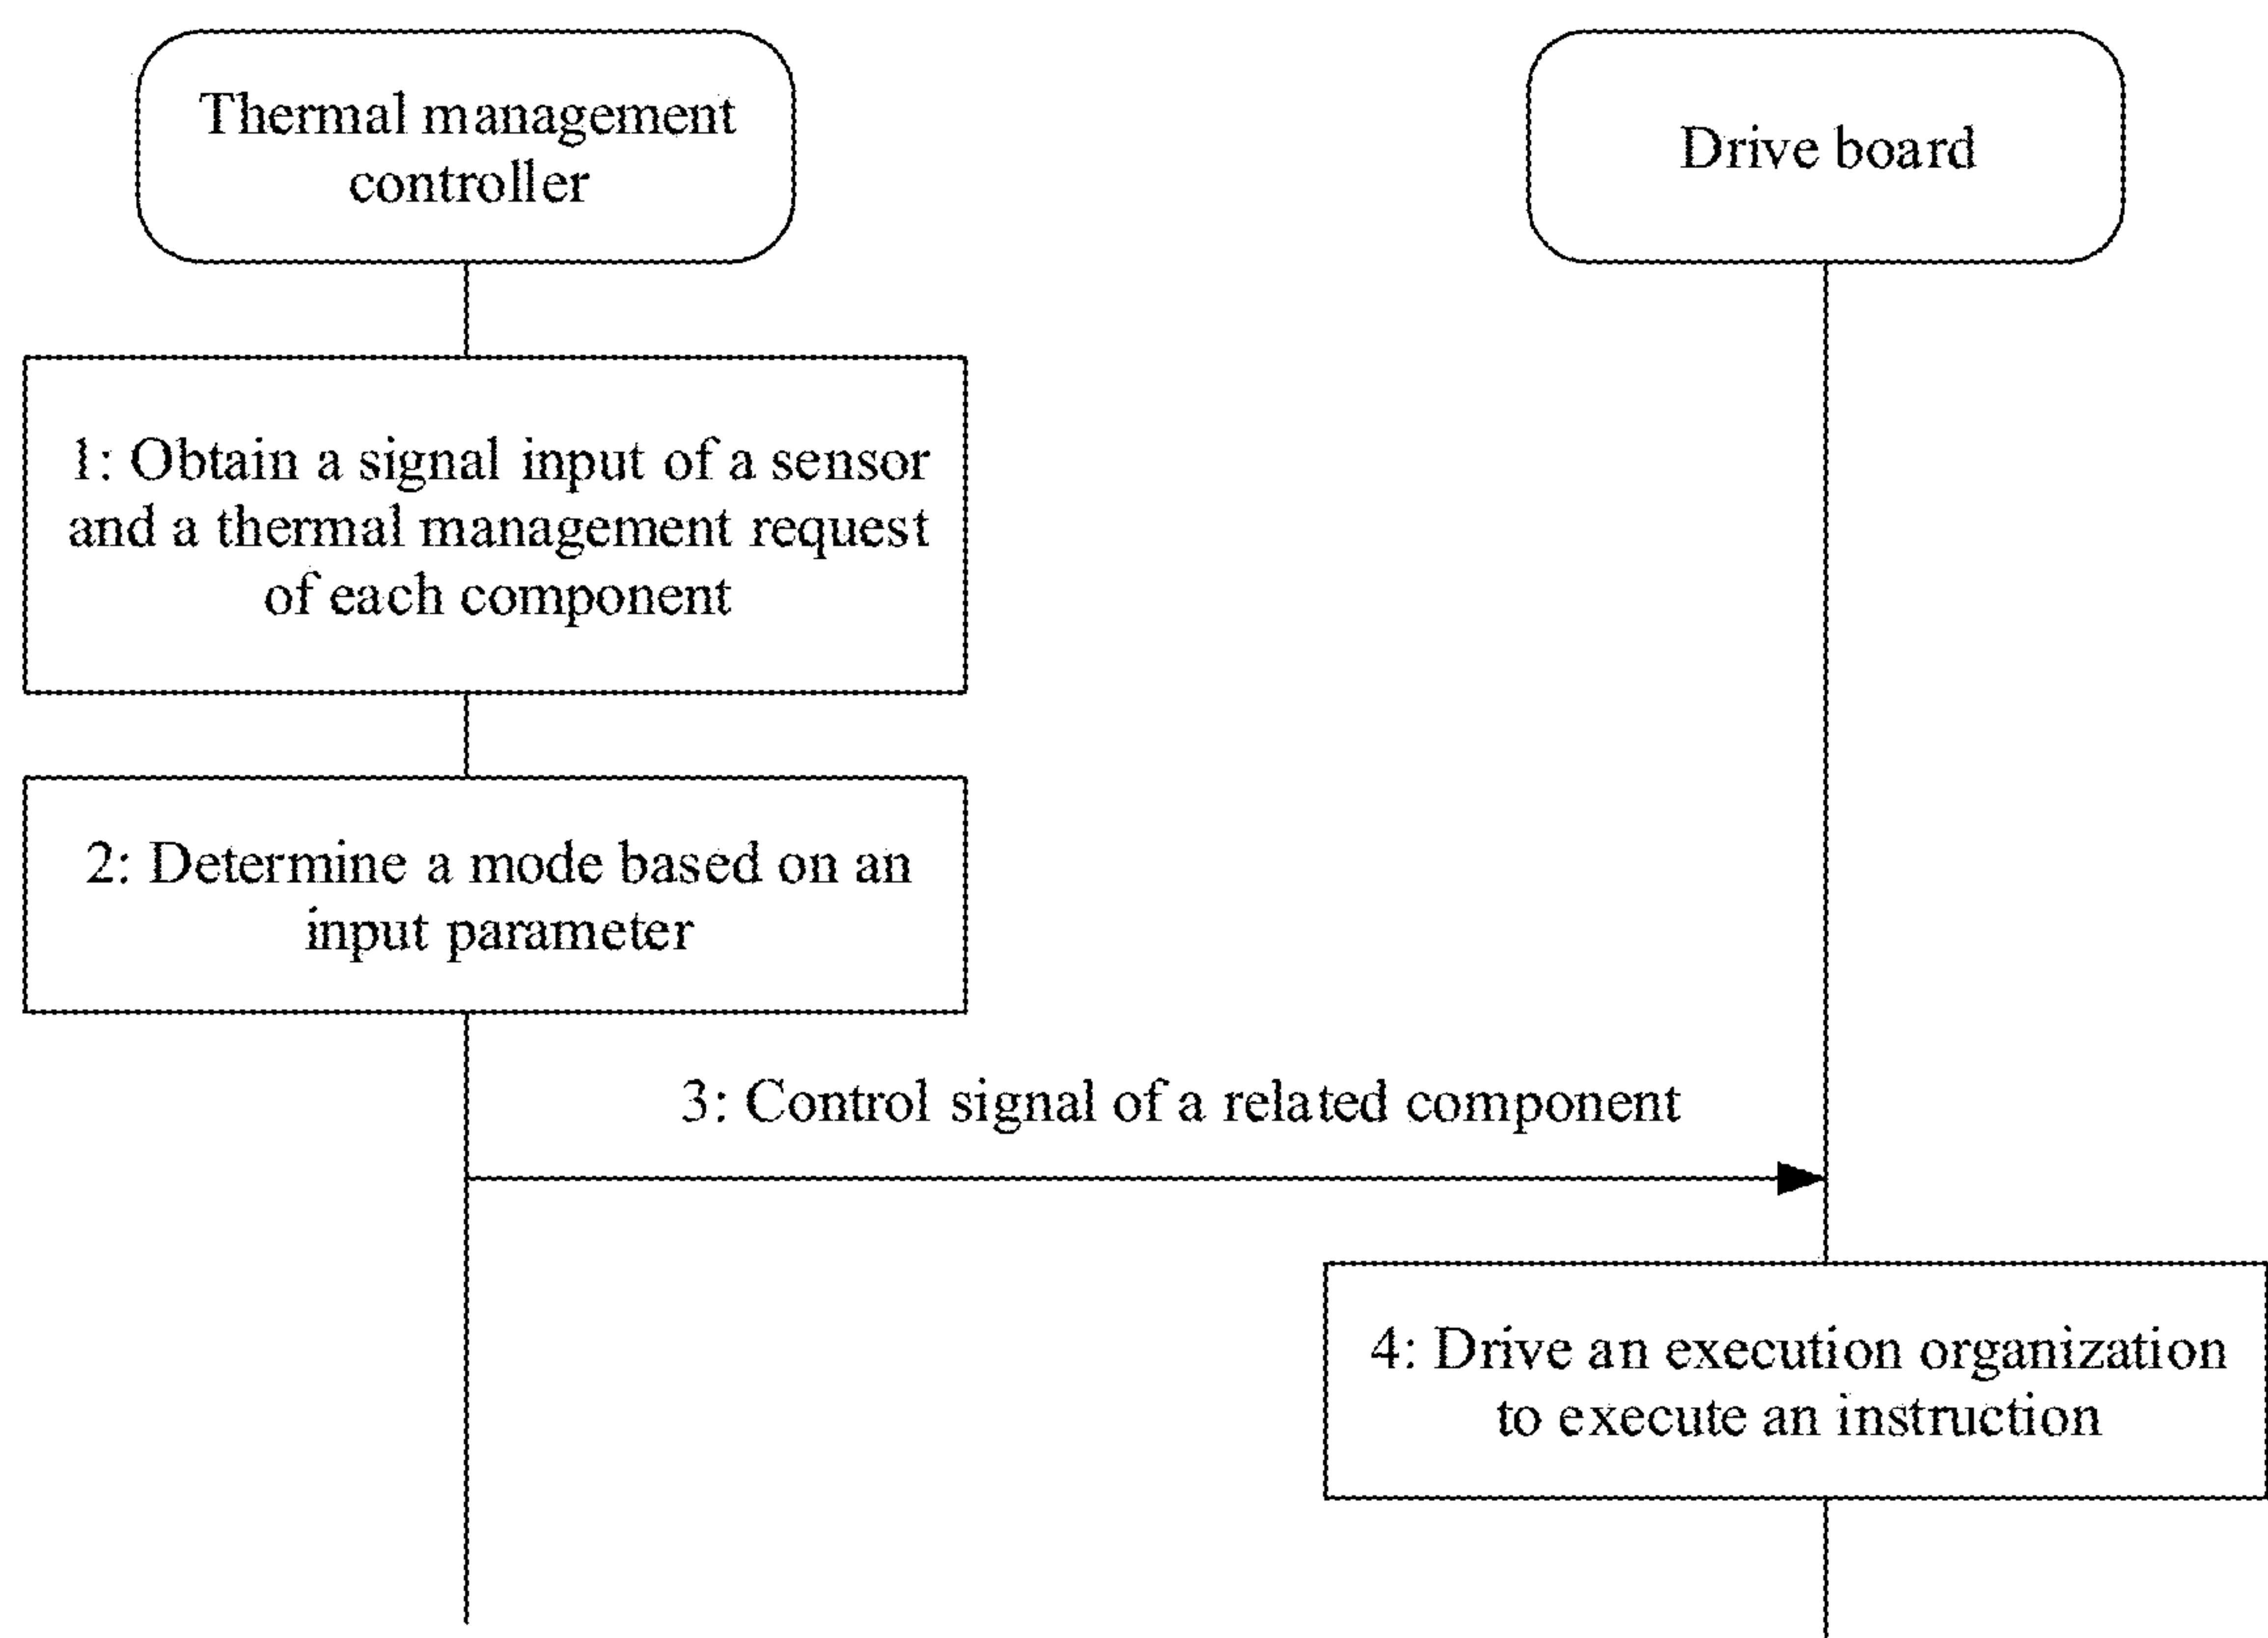 Thermal management
controller
Drive board
1: Obtain a signal input of a sensor
and a thermal management request
of each component
2: Determine a mode based on an
input parameter
3: Control signal of a related component
4: Drive an execution organization
to execute an instruction